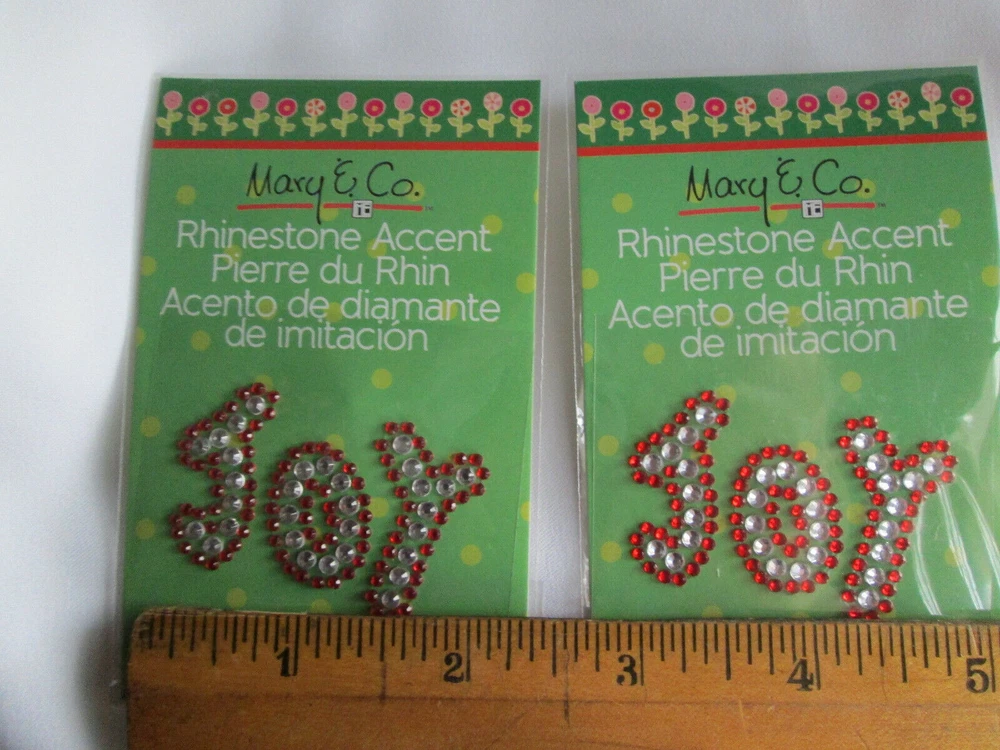 Mary & Co.
Rhinestone Accent
Pierre du Rhin
Acento de diamante
de imitación
Joy
Mary & Co.
Rhinestone Accent
Pierre du Rhin
Acento de diamante
de imitación
Joy
1 2 3 4 5